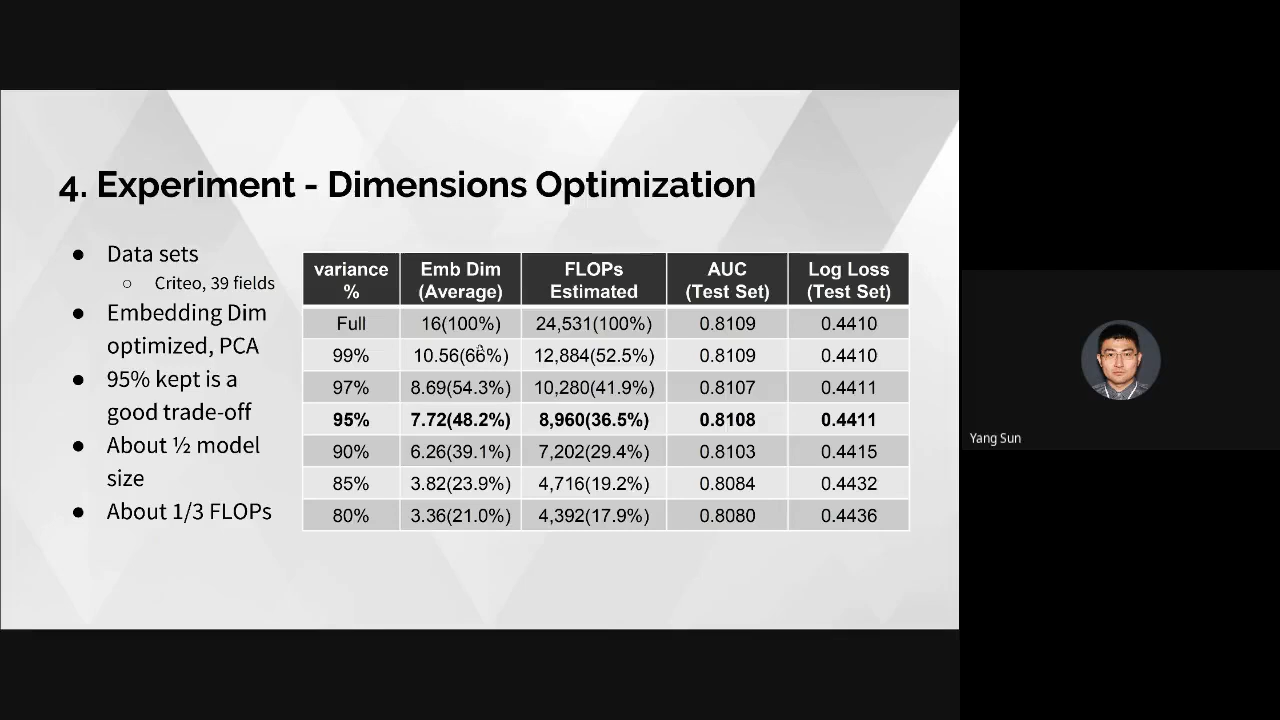 4. Experiment - Dimensions Optimization
● Data sets
○ Criteo, 39 fields
● Embedding Dim
optimized, PCA
● 95% kept is a
good trade-off
● About ½ model
size
● About 1/3 FLOPs
variance % Emb Dim (Average) FLOPs Estimated AUC (Test Set) Log Loss (Test Set)
Full 16(100%) 24,531(100%) 0.8109 0.4410
99% 10.56(66%) 12,884(52.5%) 0.8109 0.4410
97% 8.69(54.3%) 10,280(41.9%) 0.8107 0.4411
95% 7.72(48.2%) 8,960(36.5%) 0.8108 0.4411
90% 6.26(39.1%) 7,202(29.4%) 0.8103 0.4415
85% 3.82(23.9%) 4,716(19.2%) 0.8084 0.4432
80% 3.36(21.0%) 4,392(17.9%) 0.8080 0.4436
Yang Sun